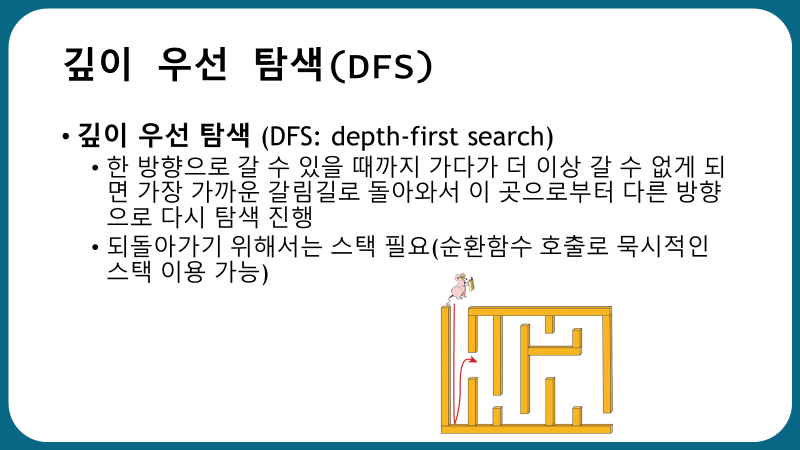 깊이 우선 탐색(DFS)
• 깊이 우선 탐색 (DFS: depth-first search)
• 한 방향으로 갈 수 있을 때까지 가다가 더 이상 갈 수 없게 되
면 가장 가까운 갈림길로 돌아와서 이 곳으로부터 다른 방향
으로 다시 탐색 진행
• 되돌아가기 위해서는 스택 필요(순환함수 호출로 묵시적인
스택 이용 가능)